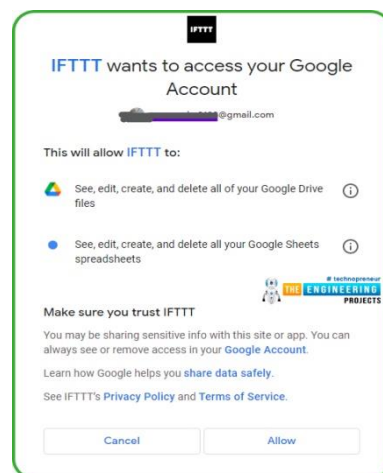 IFTTT
IFTTT wants to access your Google
Account
@gmail.com
This will allow IFTTT to:
See, edit, create, and delete all of your Google Drive
files
See, edit, create, and delete all your Google Sheets
spreadsheets
# technopreneur
THE ENGINEERING
PROJECTS
Make sure you trust IFTTT
You may be sharing sensitive info with this site or app. You can
always see or remove access in your Google Account.
Learn how Google helps you share data safely.
See IFTTT's Privacy Policy and Terms of Service.
Cancel
Allow